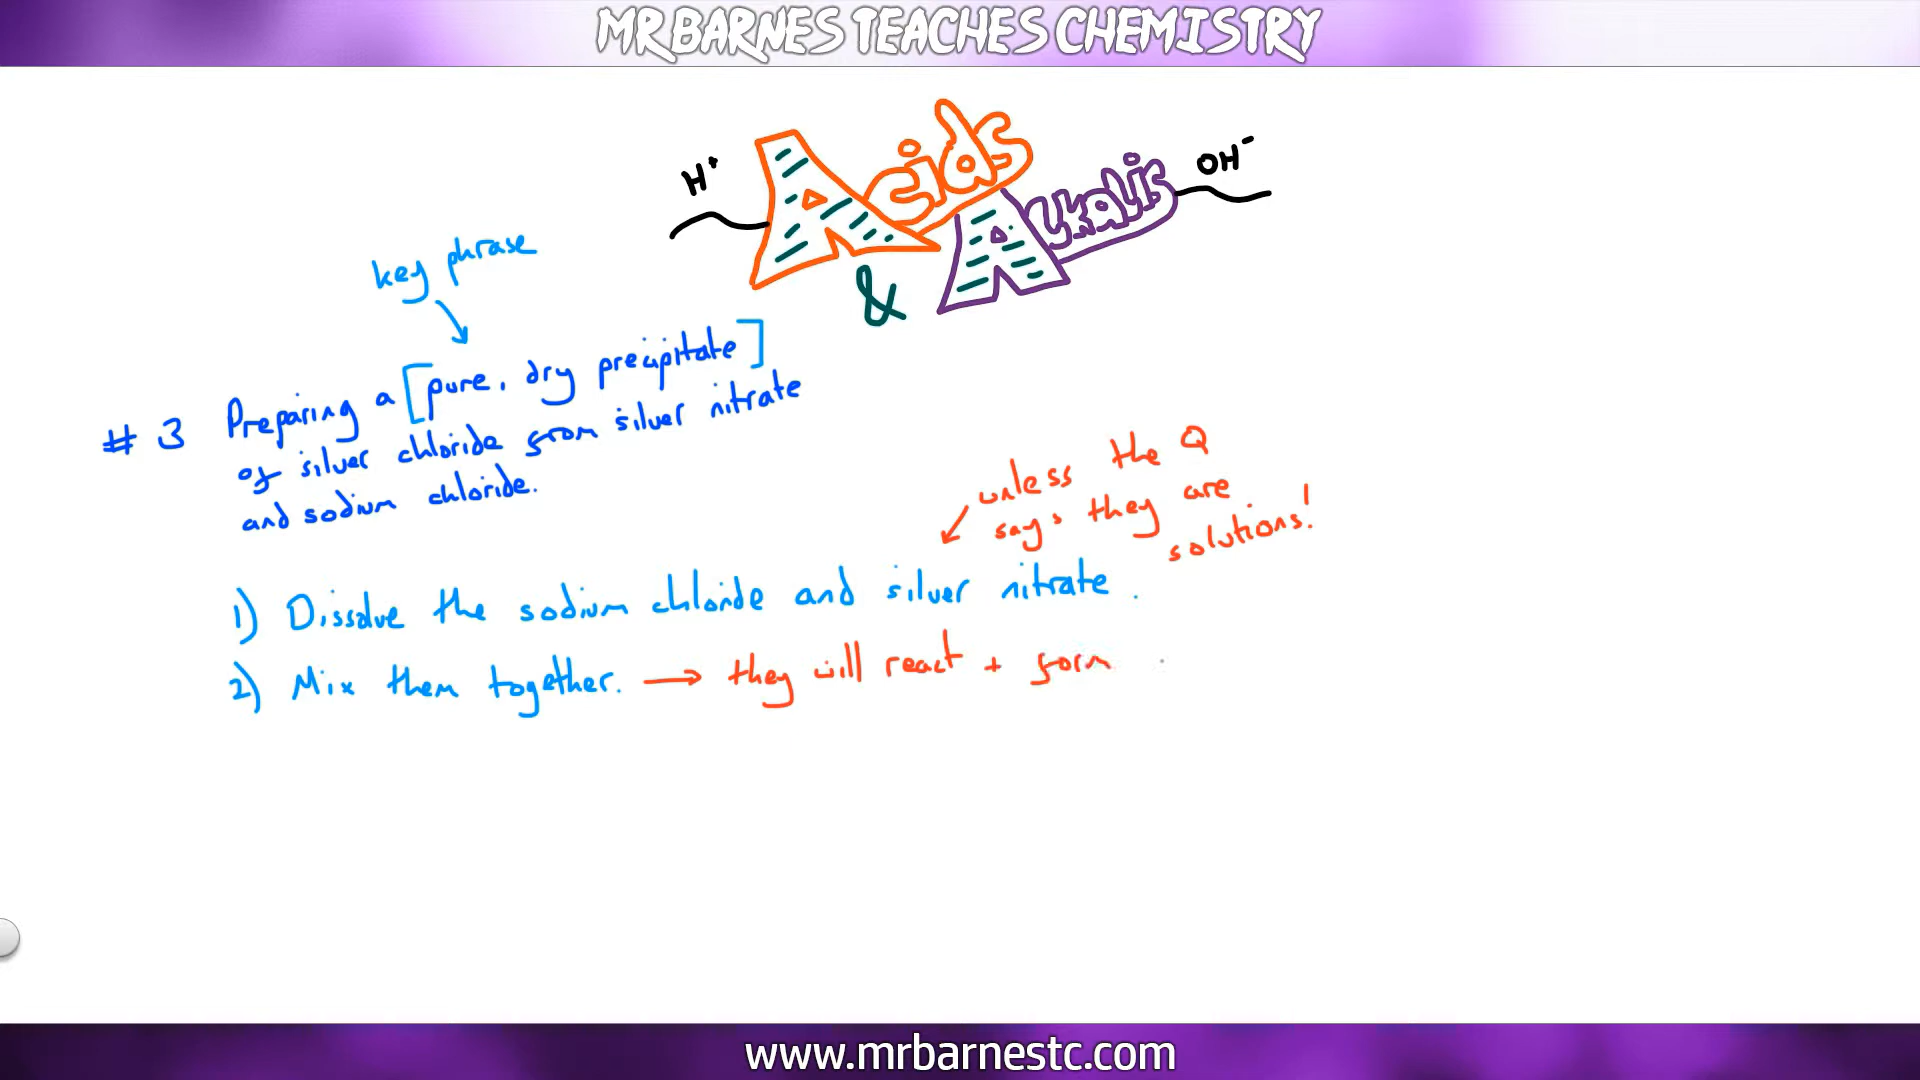 MR BARNES TEACHES CHEMISTRY
H+
Acids
&
Alkalis
OH-
key phrase
# 3 Preparing a [pure, dry precipitate]
of silver chloride from silver nitrate
and sodium chloride.
unless the Q
says they are
solutions!
1) Dissolve the sodium chloride and silver nitrate.
2) Mix them together. → they will react + form
www.mrbarnestc.com